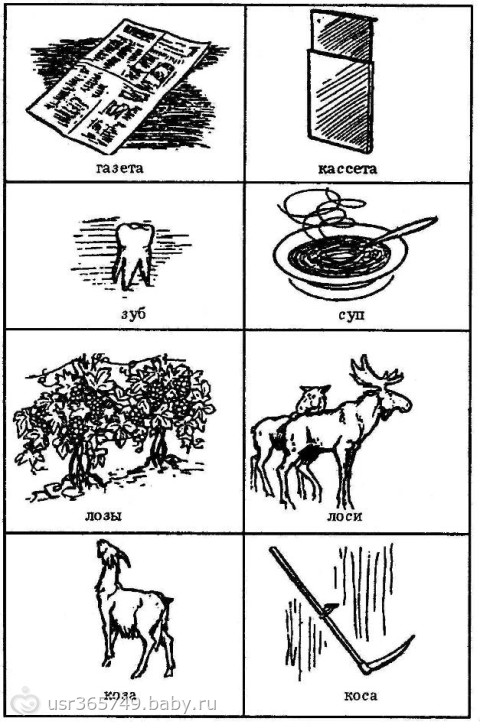 газета
кассета
зуб
суп
лозы
лоси
коза
коса
usr365749.baby.ru